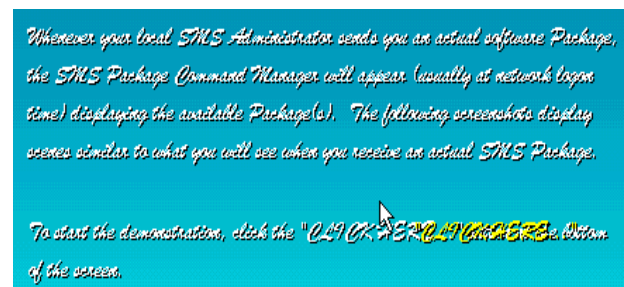 Whenever your local SMS Administrator sends you an actual software Package,
the SMS Package Command Manager will appear (usually at network logon
time) displaying the available Package(s). The following screenshots display
scenes similar to what you will see when you receive an actual SMS Package.
To start the demonstration, click the "CLICK HERE "CLICK HERE" bottom
of the screen.